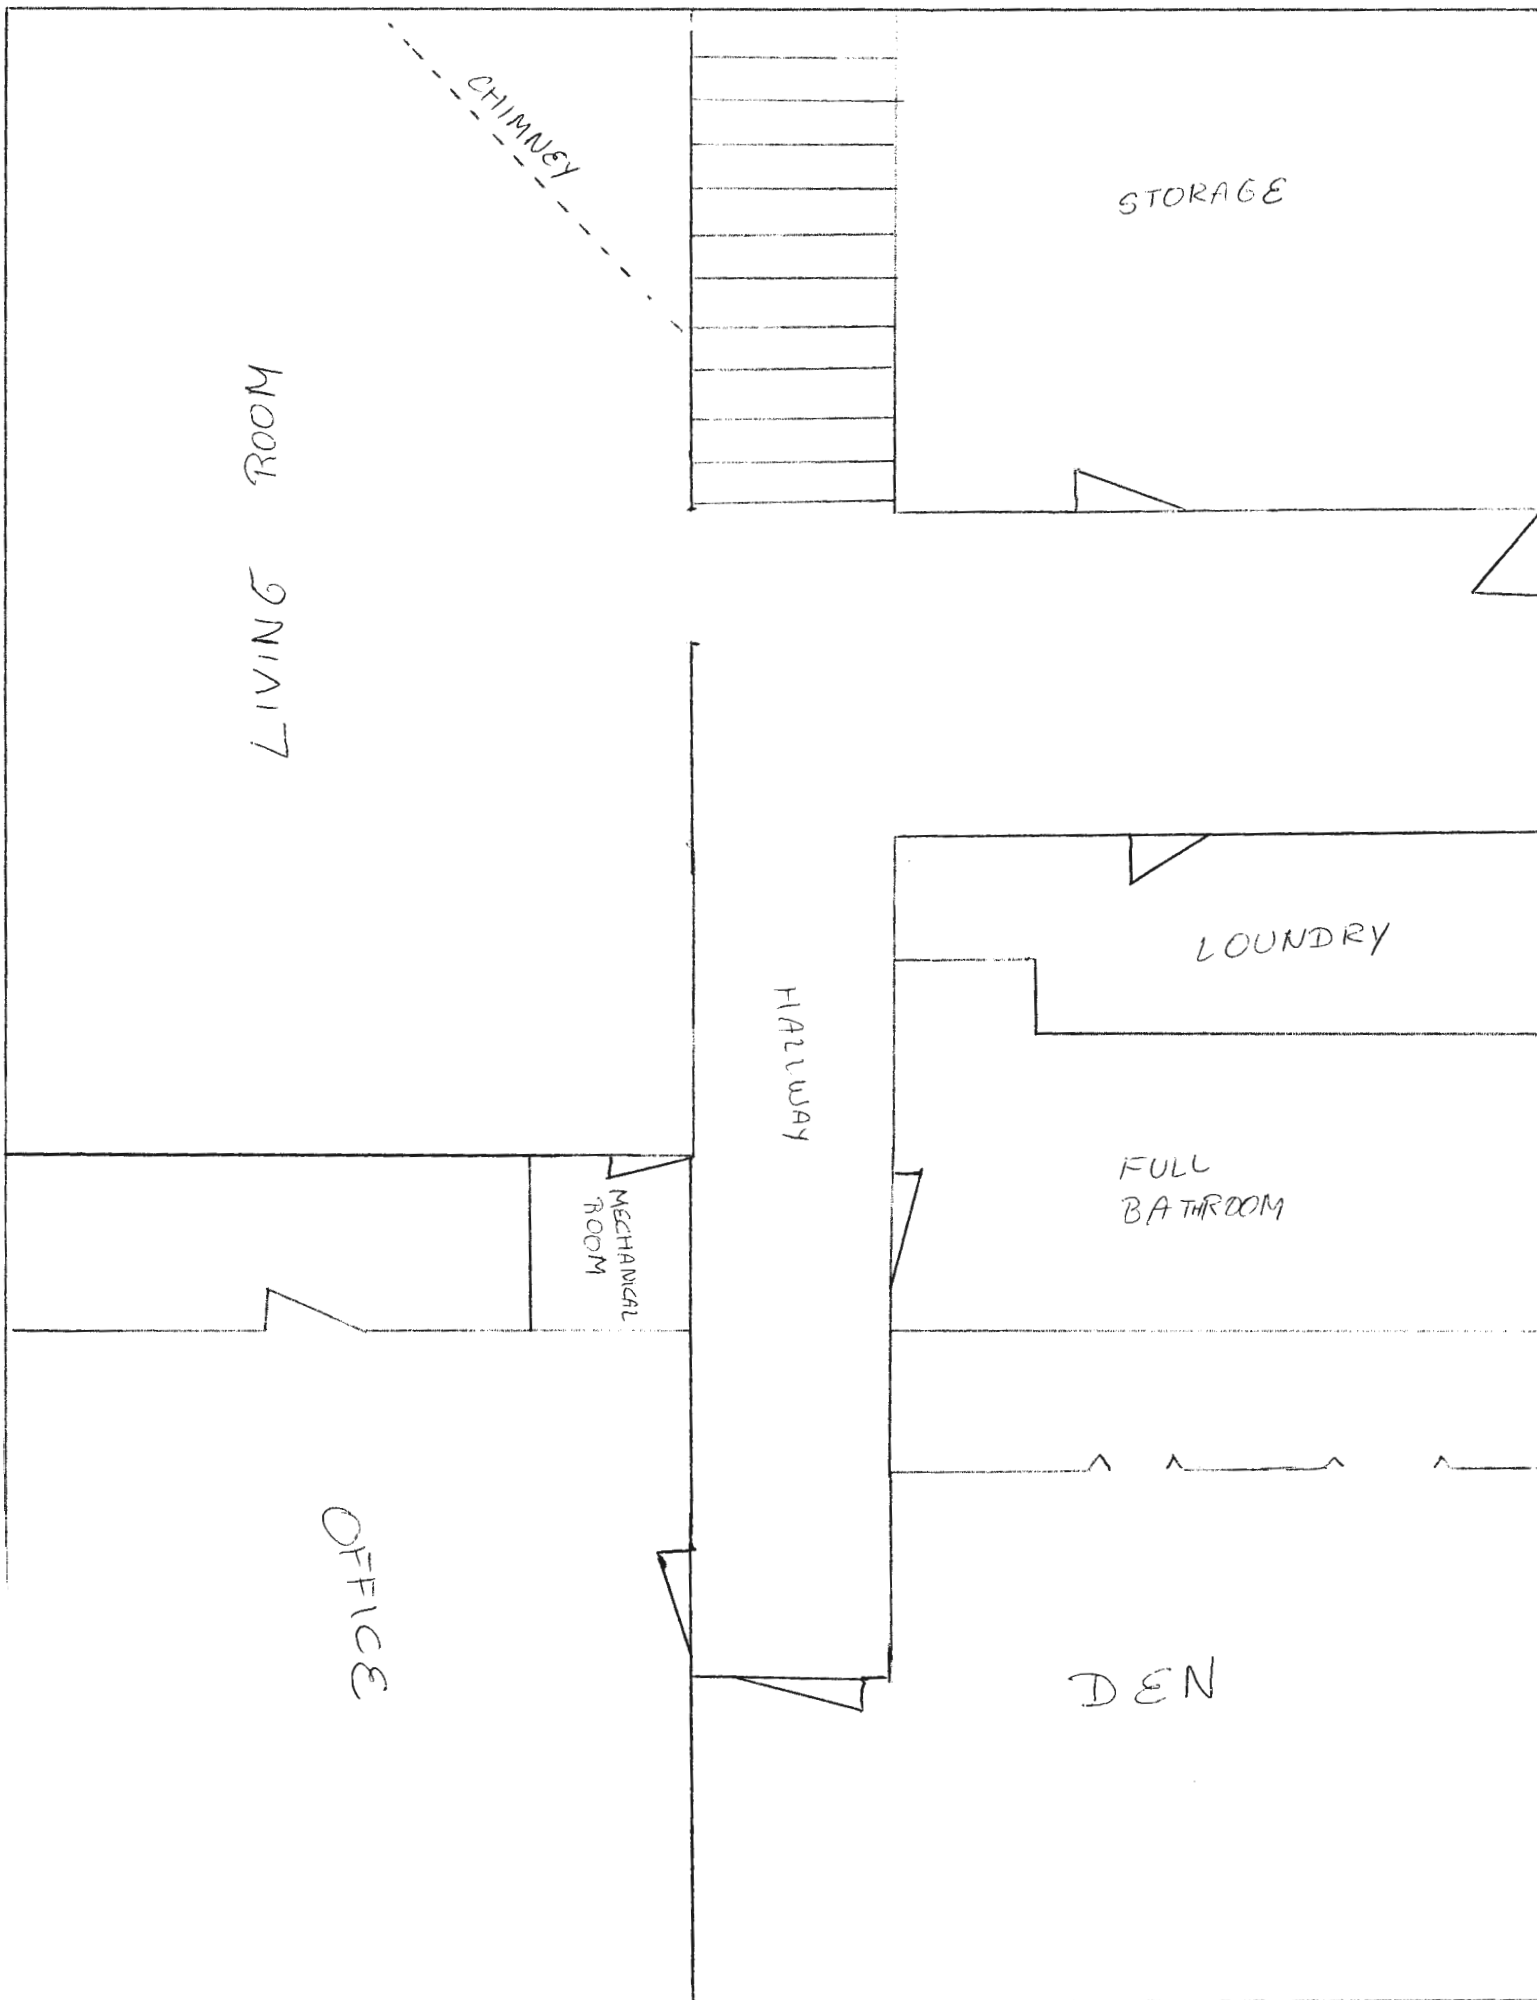 CHIMNEY
STORAGE
LIVING ROOM
LOUNDRY
HALLWAY
FULL
BATHROOM
MECHANICAL
ROOM
OFFICE
DEN